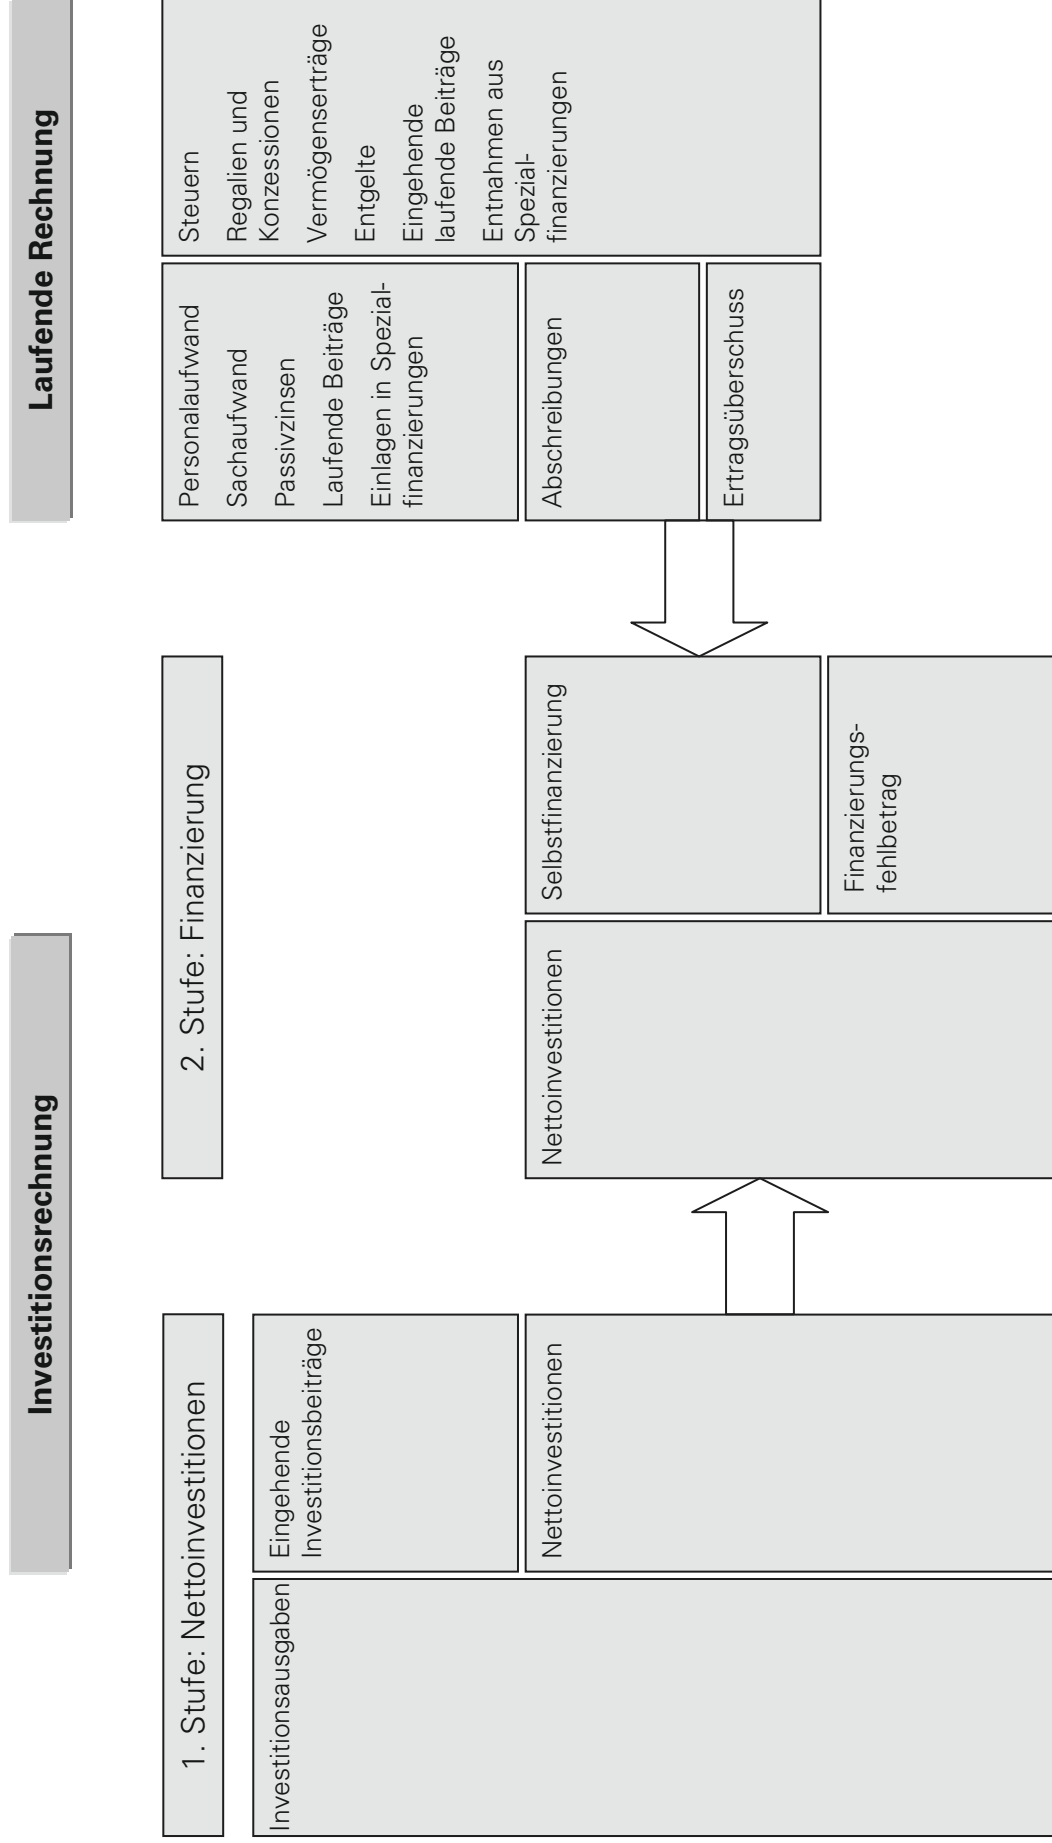 Investitionsrechnung
1. Stufe: Nettoinvestitionen
Investitionsausgaben
Eingehende
Investitionsbeiträge
Nettoinvestitionen
2. Stufe: Finanzierung
Nettoinvestitionen
Selbstfinanzierung
Finanzierungs-
fehlbetrag
Laufende Rechnung
Personalaufwand
Sachaufwand
Passivzinsen
Laufende Beiträge
Einlagen in Spezial-
finanzierungen
Abschreibungen
Ertragsüberschuss
Steuern
Regalien und
Konzessionen
Vermögenserträge
Entgelte
Eingehende
laufende Beiträge
Entnahmen aus
Spezial-
finanzierungen